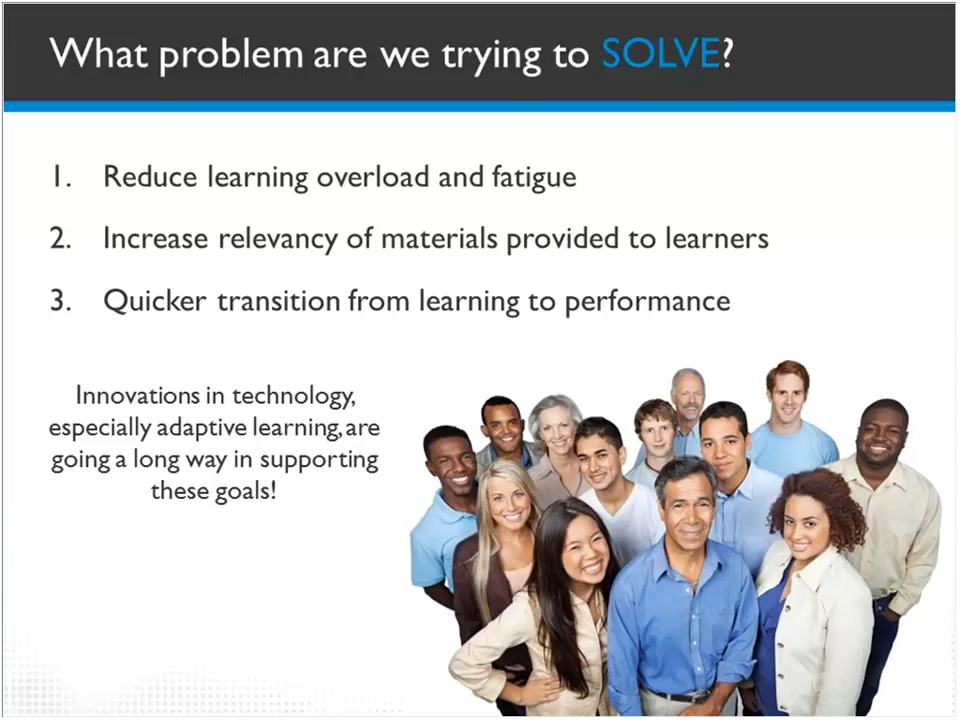 What problem are we trying to SOLVE?
1. Reduce learning overload and fatigue
2. Increase relevancy of materials provided to learners
3. Quicker transition from learning to performance
Innovations in technology,
especially adaptive learning, are
going a long way in supporting
these goals!